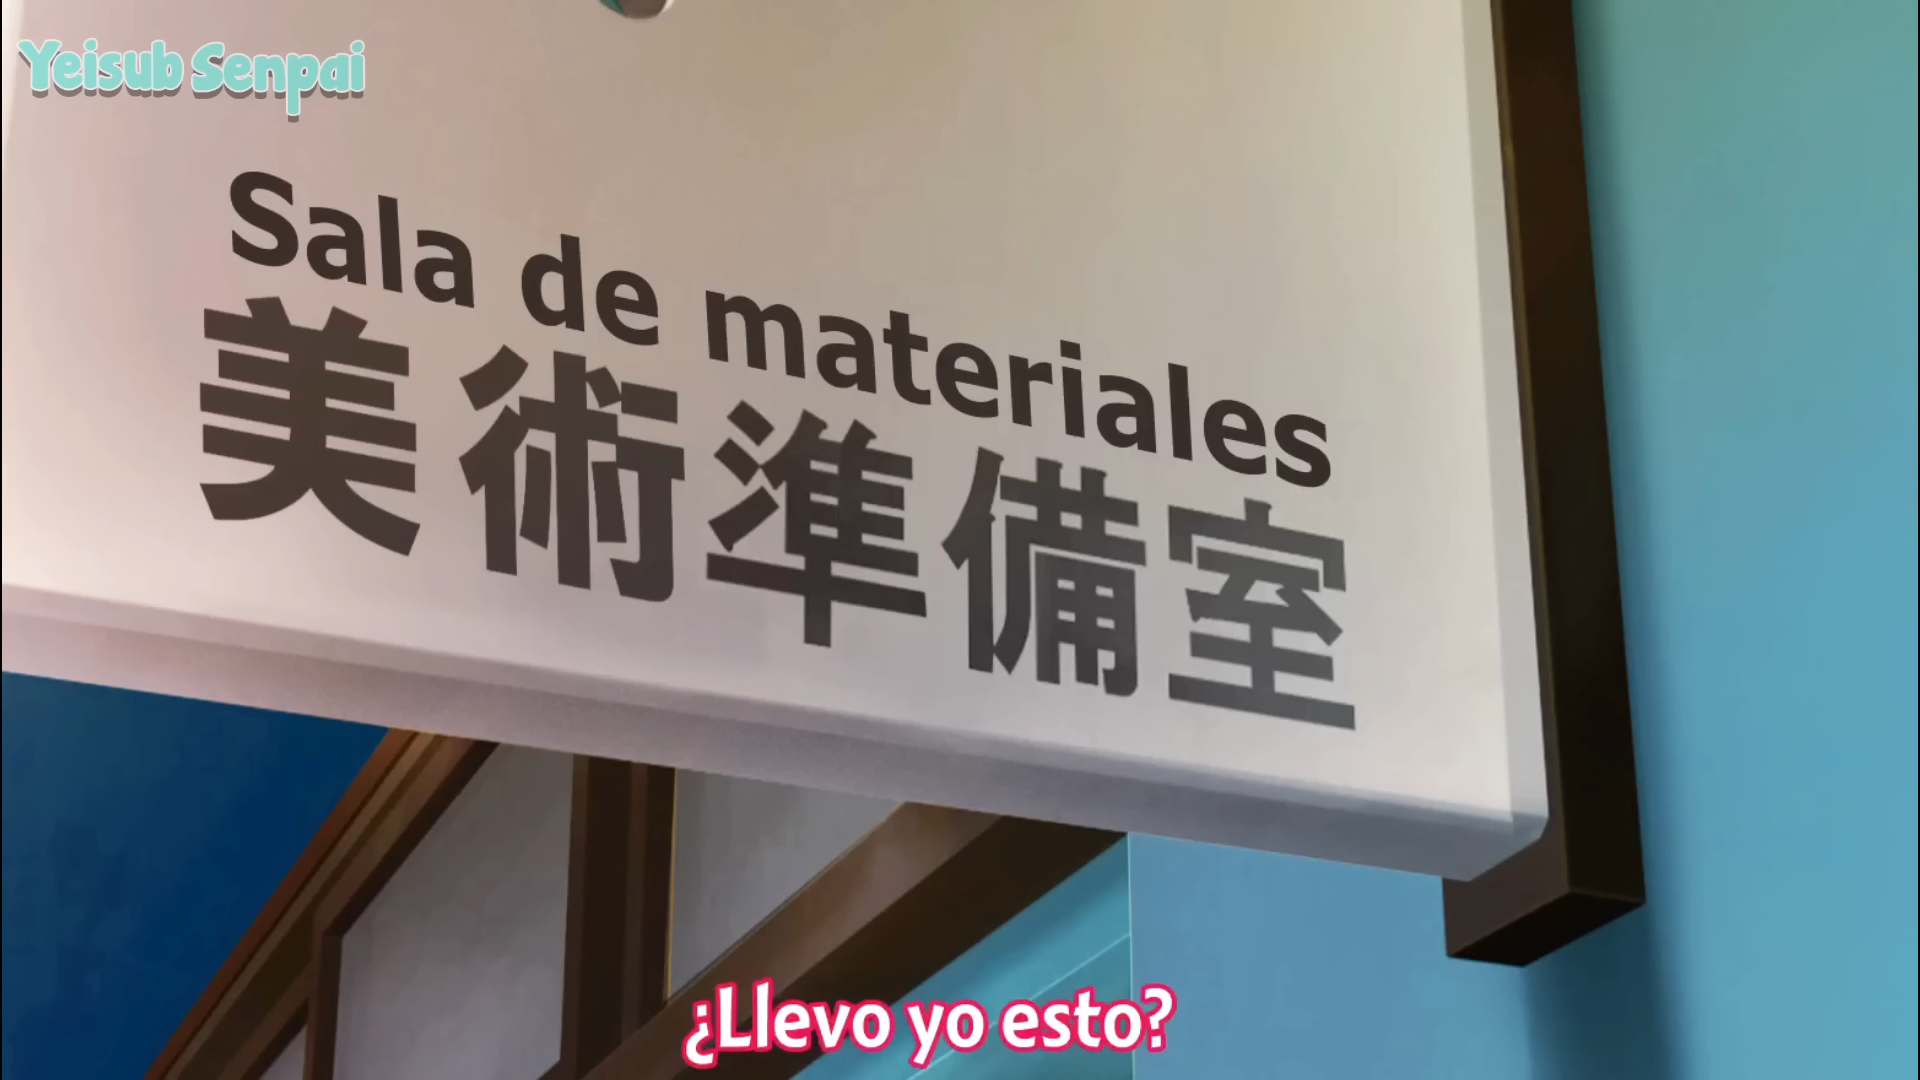 Yeisub Senpai
Sala de materiales
美術準備室
¿Llevo yo esto?